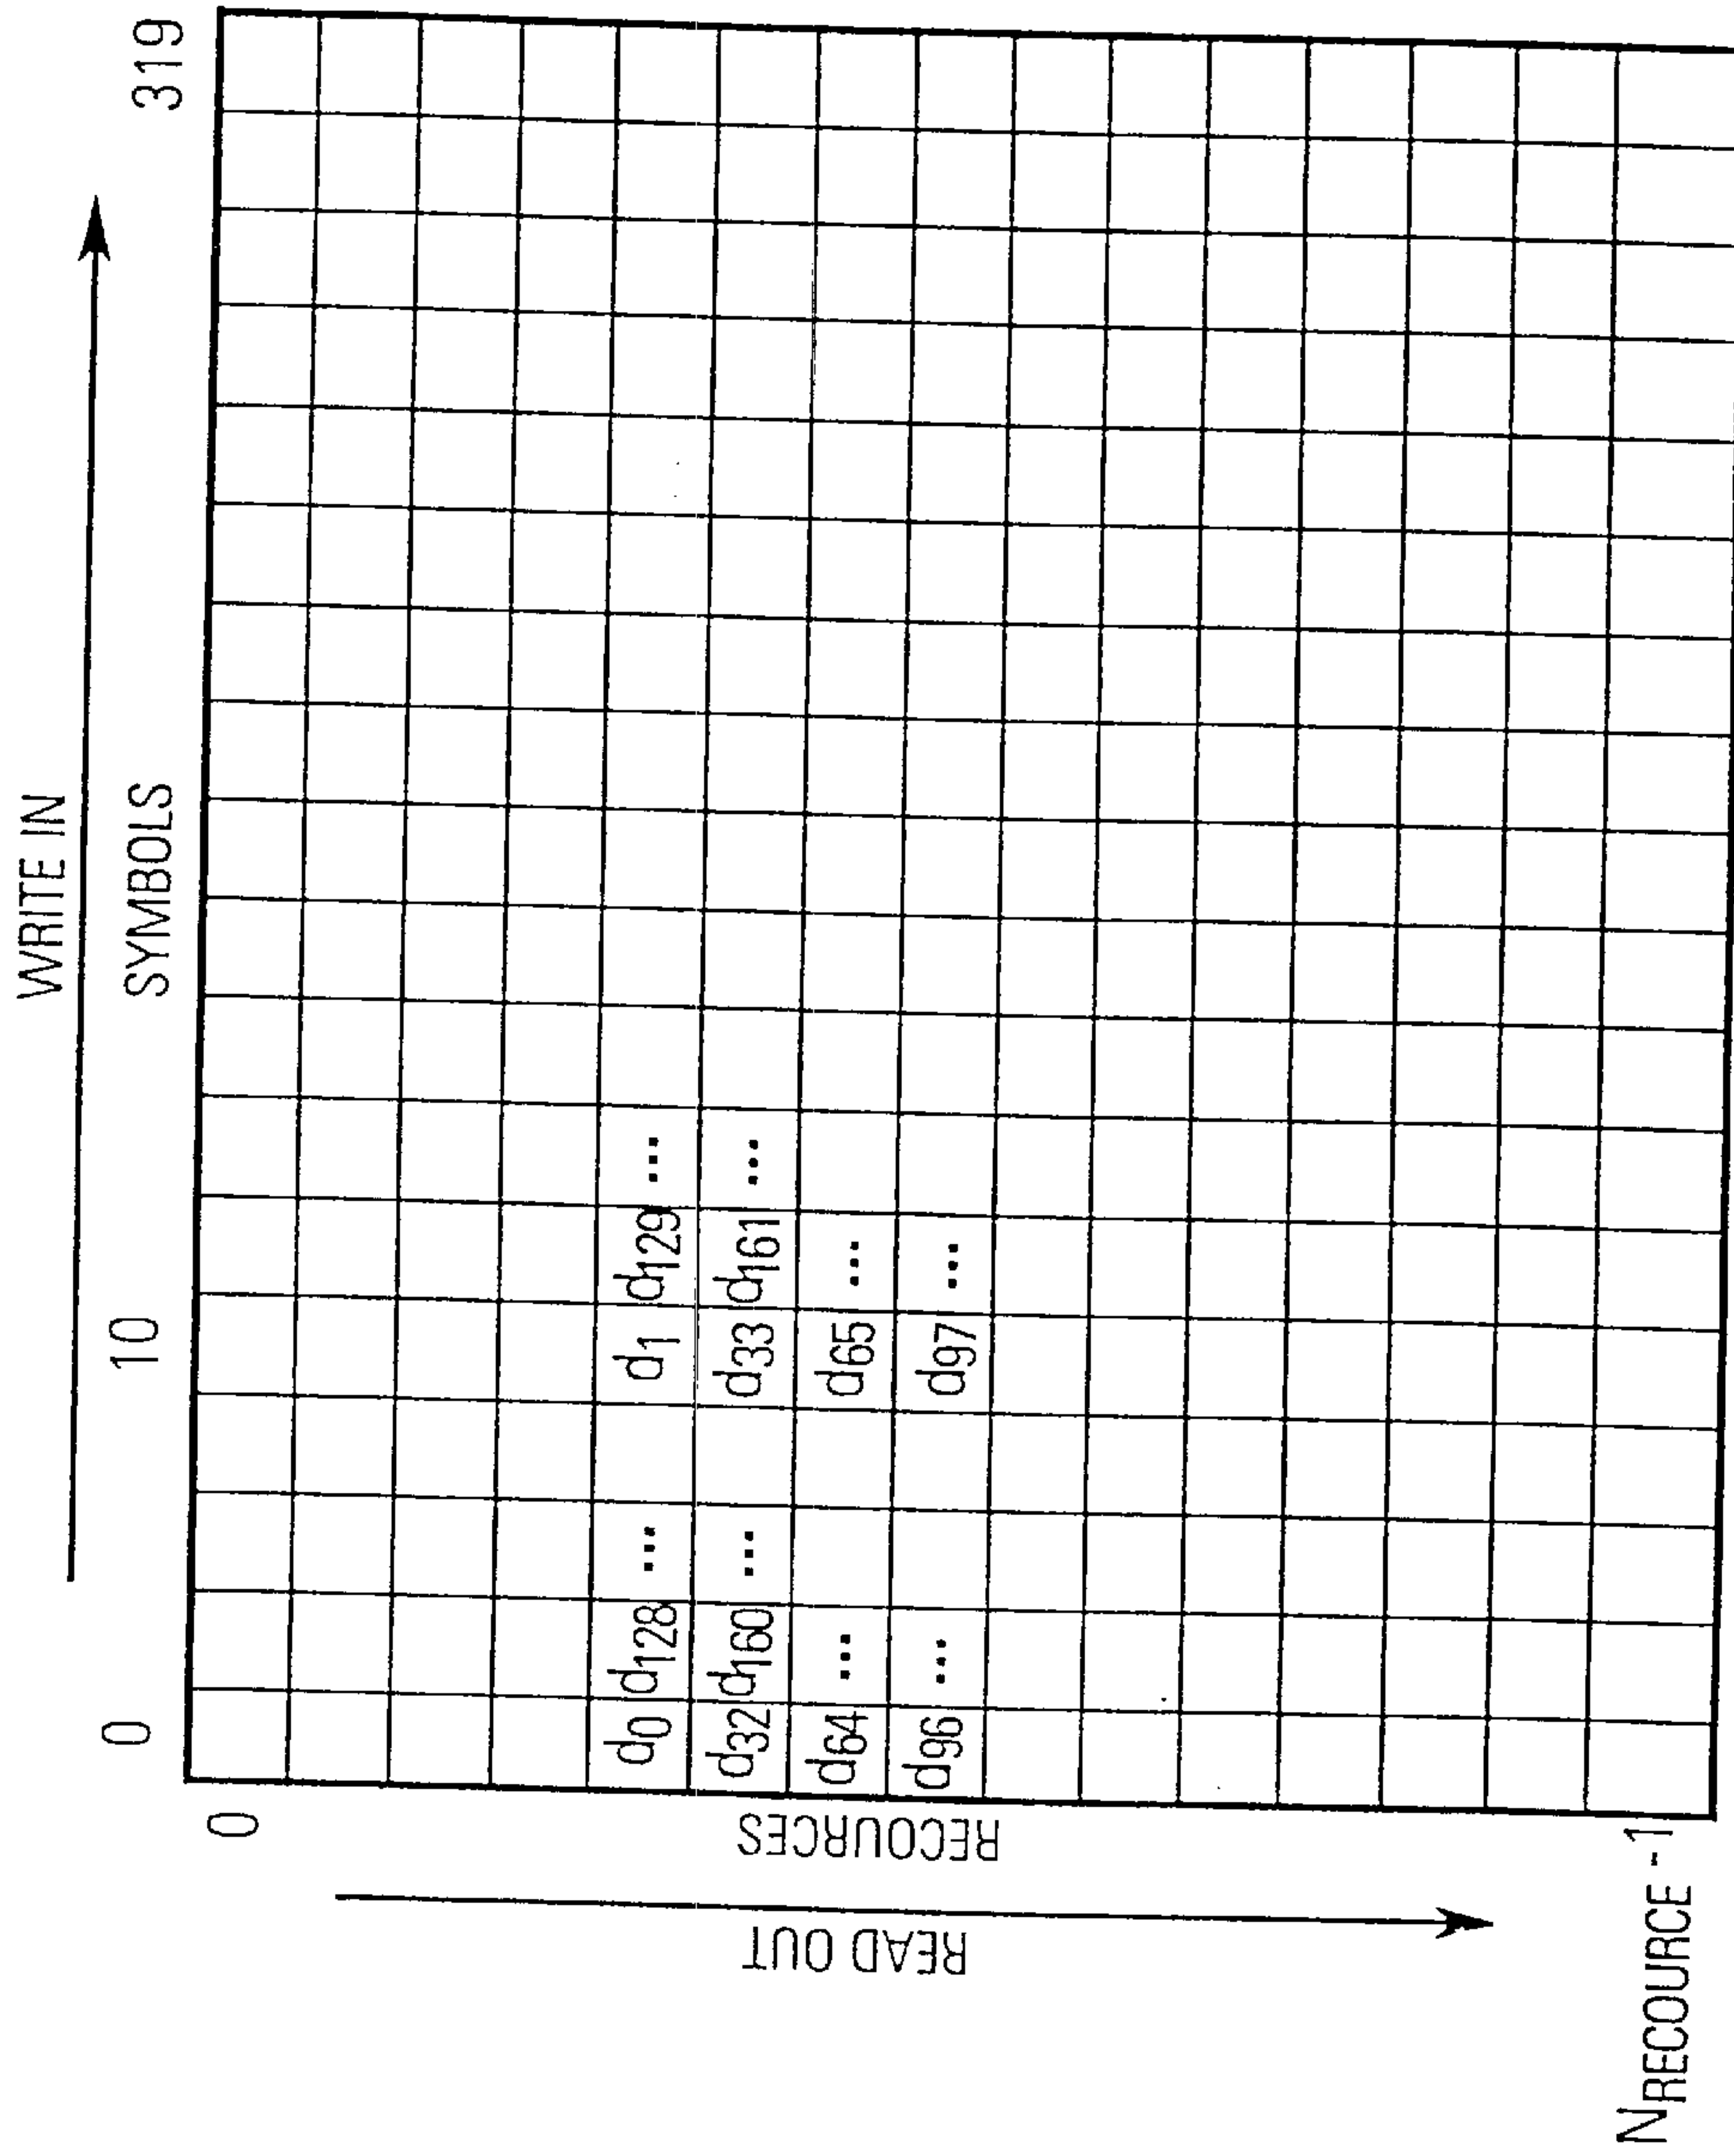 WRITE IN
SYMBOLS
0 10 319
0
d0 d128 ... d1 d129 ...
d32 d160 ... d33 d161 ...
d64 ... d65 ...
d96 ... d97 ...
RECOURCES
READ OUT
NRECOURCE - 1